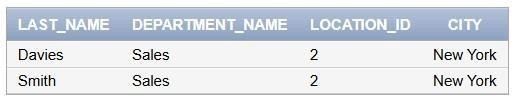 LAST_NAME DEPARTMENT_NAME LOCATION_ID CITY
Davies Sales 2 New York
Smith Sales 2 New York